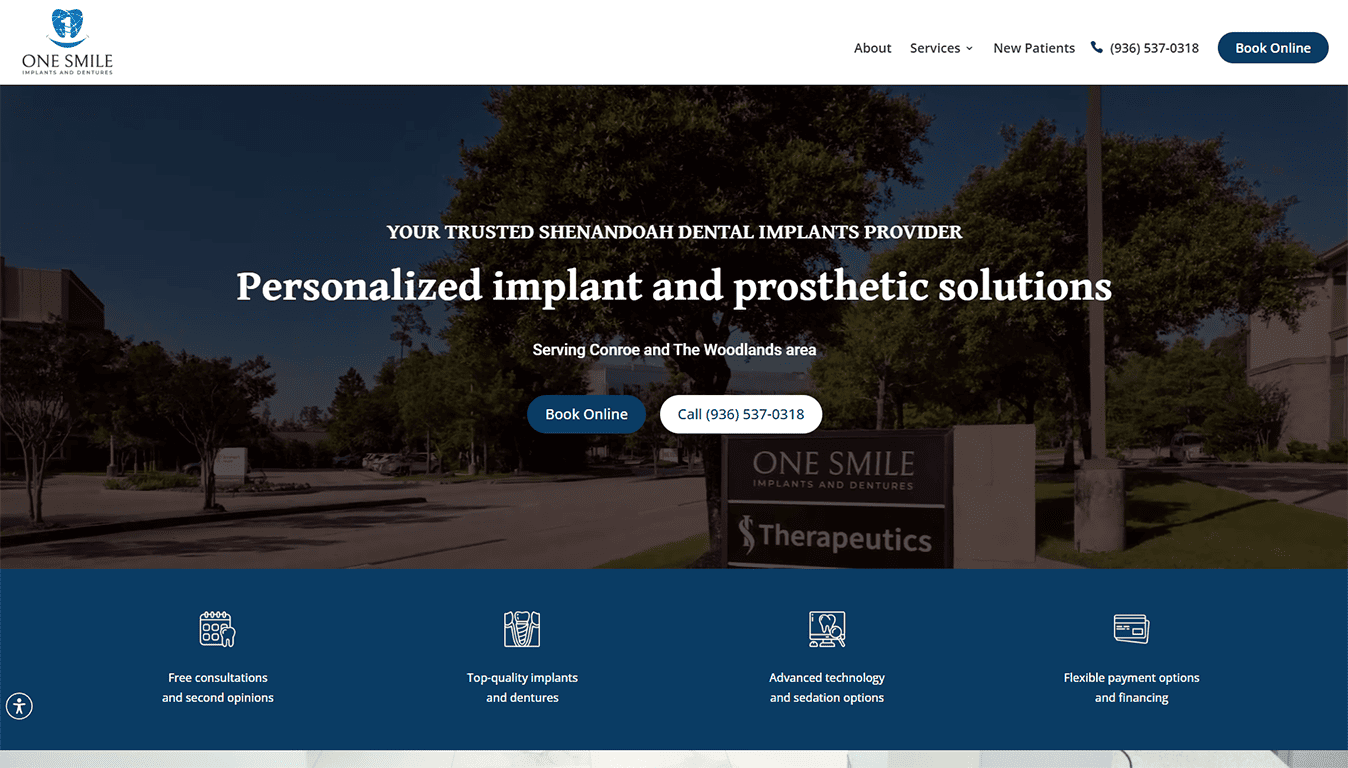 1
ONE SMILE
IMPLANTS AND DENTURES
About Services New Patients (936) 537-0318 Book Online
YOUR TRUSTED SHENANDOAH DENTAL IMPLANTS PROVIDER
Personalized implant and prosthetic solutions
Serving Conroe and The Woodlands area
Book Online Call (936) 537-0318
ONE SMILE
IMPLANTS AND DENTURES
Therapeutics
Free consultations
and second opinions
Top-quality implants
and dentures
Advanced technology
and sedation options
Flexible payment options
and financing